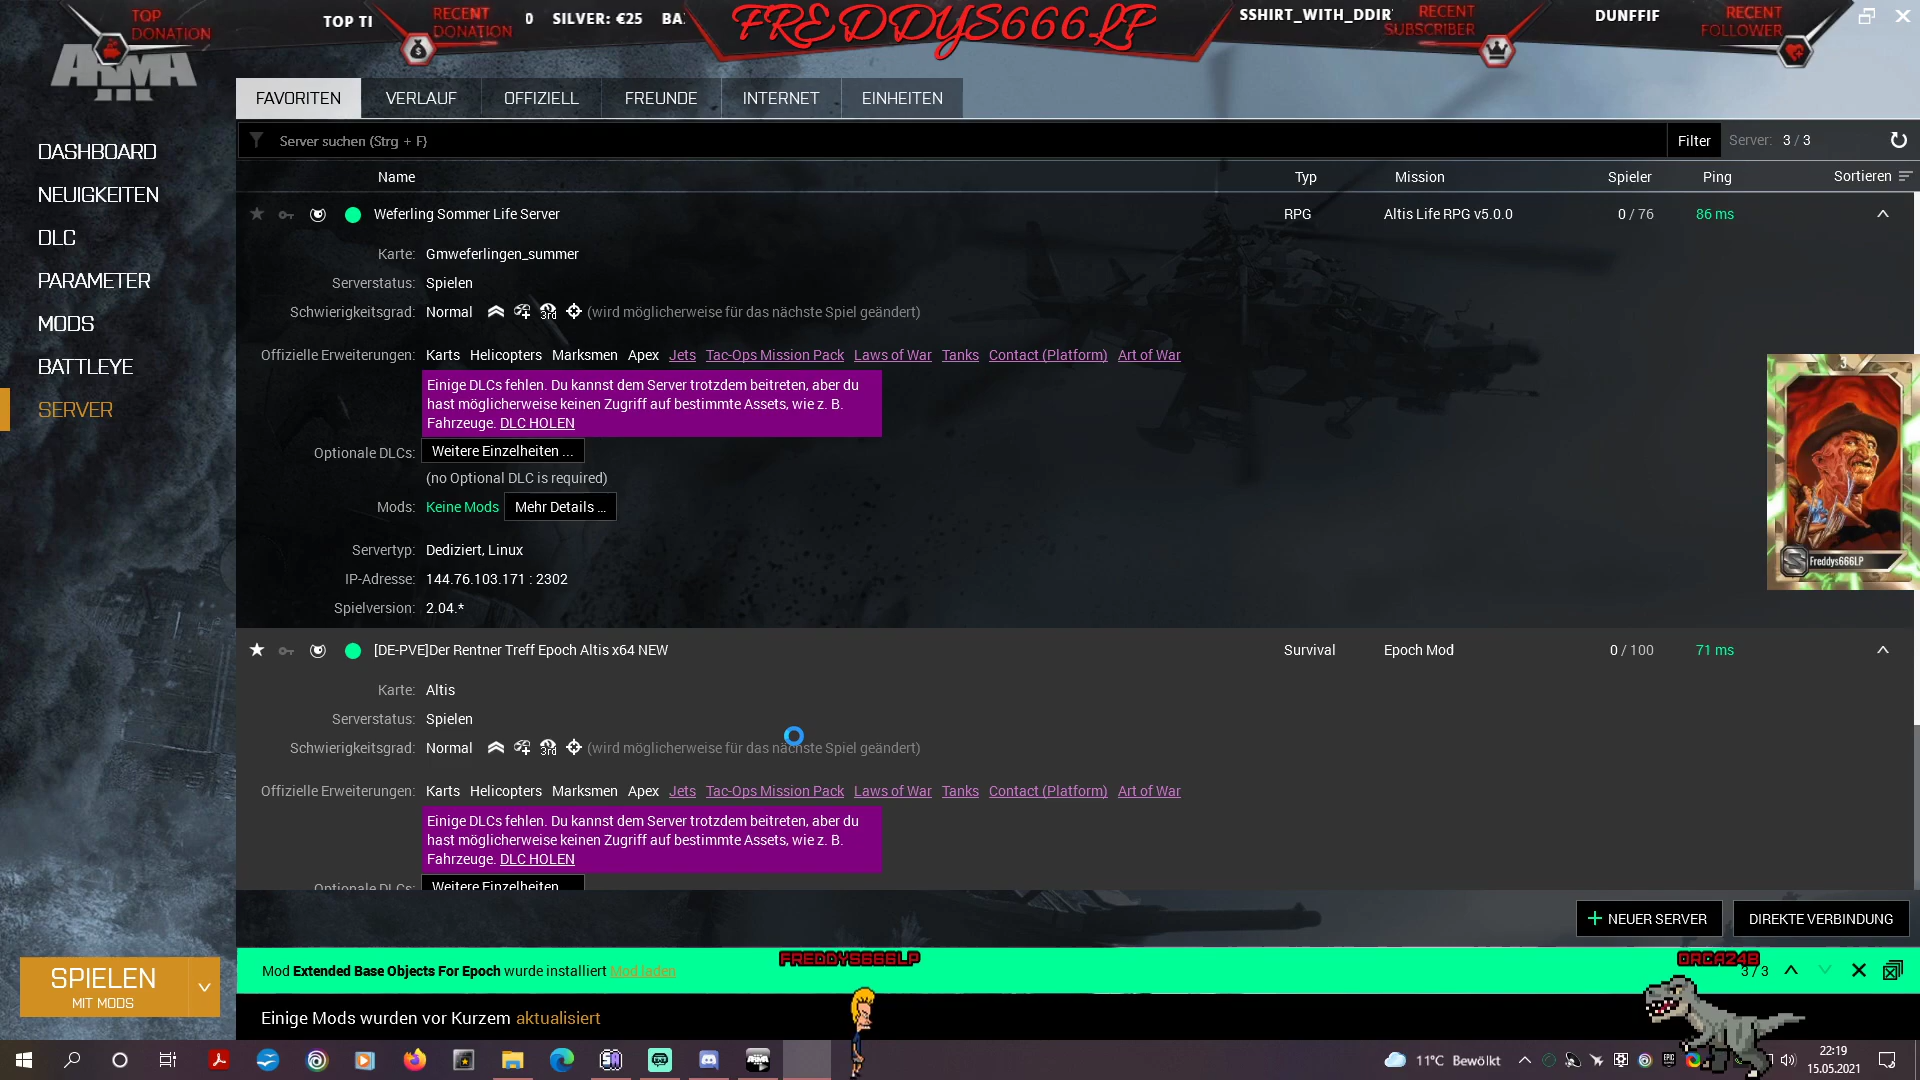 TOP DONATION
TOP TI
RECENT DONATION
0 SILVER: €25 BA
FREDDYS666LP
SSHIRT_WITH_DDIR
RECENT SUBSCRIBER
DUNFFIF
RECENT FOLLOWER
ARMA III
FAVORITEN VERLAUF OFFIZIELL FREUNDE INTERNET EINHEITEN
Server suchen (Strg + F)
Filter Server: 3 / 3
Name Typ Mission Spieler Ping Sortieren
DASHBOARD
NEUIGKEITEN
DLC
PARAMETER
MODS
BATTLEYE
SERVER
Weferling Sommer Life Server RPG Altis Life RPG v5.0.0 0 / 76 86 ms
Karte: Gmweferlingen_summer
Serverstatus: Spielen
Schwierigkeitsgrad: Normal 3rd (wird möglicherweise für das nächste Spiel geändert)
Offizielle Erweiterungen: Karts Helicopters Marksmen Apex Jets Tac-Ops Mission Pack Laws of War Tanks Contact (Platform) Art of War
Einige DLCs fehlen. Du kannst dem Server trotzdem beitreten, aber du
hast möglicherweise keinen Zugriff auf bestimmte Assets, wie z. B.
Fahrzeuge. DLC HOLEN
Optionale DLCs: Weitere Einzelheiten ...
(no Optional DLC is required)
Mods: Keine Mods Mehr Details ...
Servertyp: Dediziert, Linux
IP-Adresse: 144.76.103.171 : 2302
Spielversion: 2.04.*
3
Freddys666LP
[DE-PVE]Der Rentner Treff Epoch Altis x64 NEW Survival Epoch Mod 0 / 100 71 ms
Karte: Altis
Serverstatus: Spielen
Schwierigkeitsgrad: Normal 3rd (wird möglicherweise für das nächste Spiel geändert)
Offizielle Erweiterungen: Karts Helicopters Marksmen Apex Jets Tac-Ops Mission Pack Laws of War Tanks Contact (Platform) Art of War
Einige DLCs fehlen. Du kannst dem Server trotzdem beitreten, aber du
hast möglicherweise keinen Zugriff auf bestimmte Assets, wie z. B.
Fahrzeuge. DLC HOLEN
Optionale DLCs: Weitere Einzelheiten
+ NEUER SERVER DIREKTE VERBINDUNG
FREDDYS666LP
ORCA24B
Mod Extended Base Objects For Epoch wurde installiert Mod laden
3 / 3
SPIELEN
MIT MODS
Einige Mods wurden vor Kurzem aktualisiert
11°C Bewölkt
22:19
15.05.2021